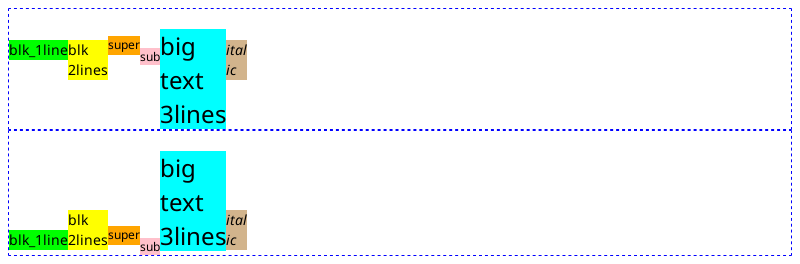 blk_1line blk super sub big ital
2lines text ic
3lines
big
text
blk ital
blk_1line 2lines super sub 3lines ic